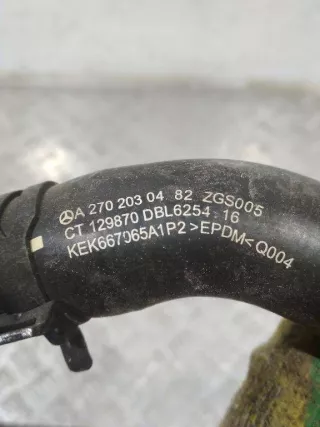 A 270 203 04 82 ZGS005
CT 129870 DBL6254.16
KEK667065A1P2 >EPDM< Q004